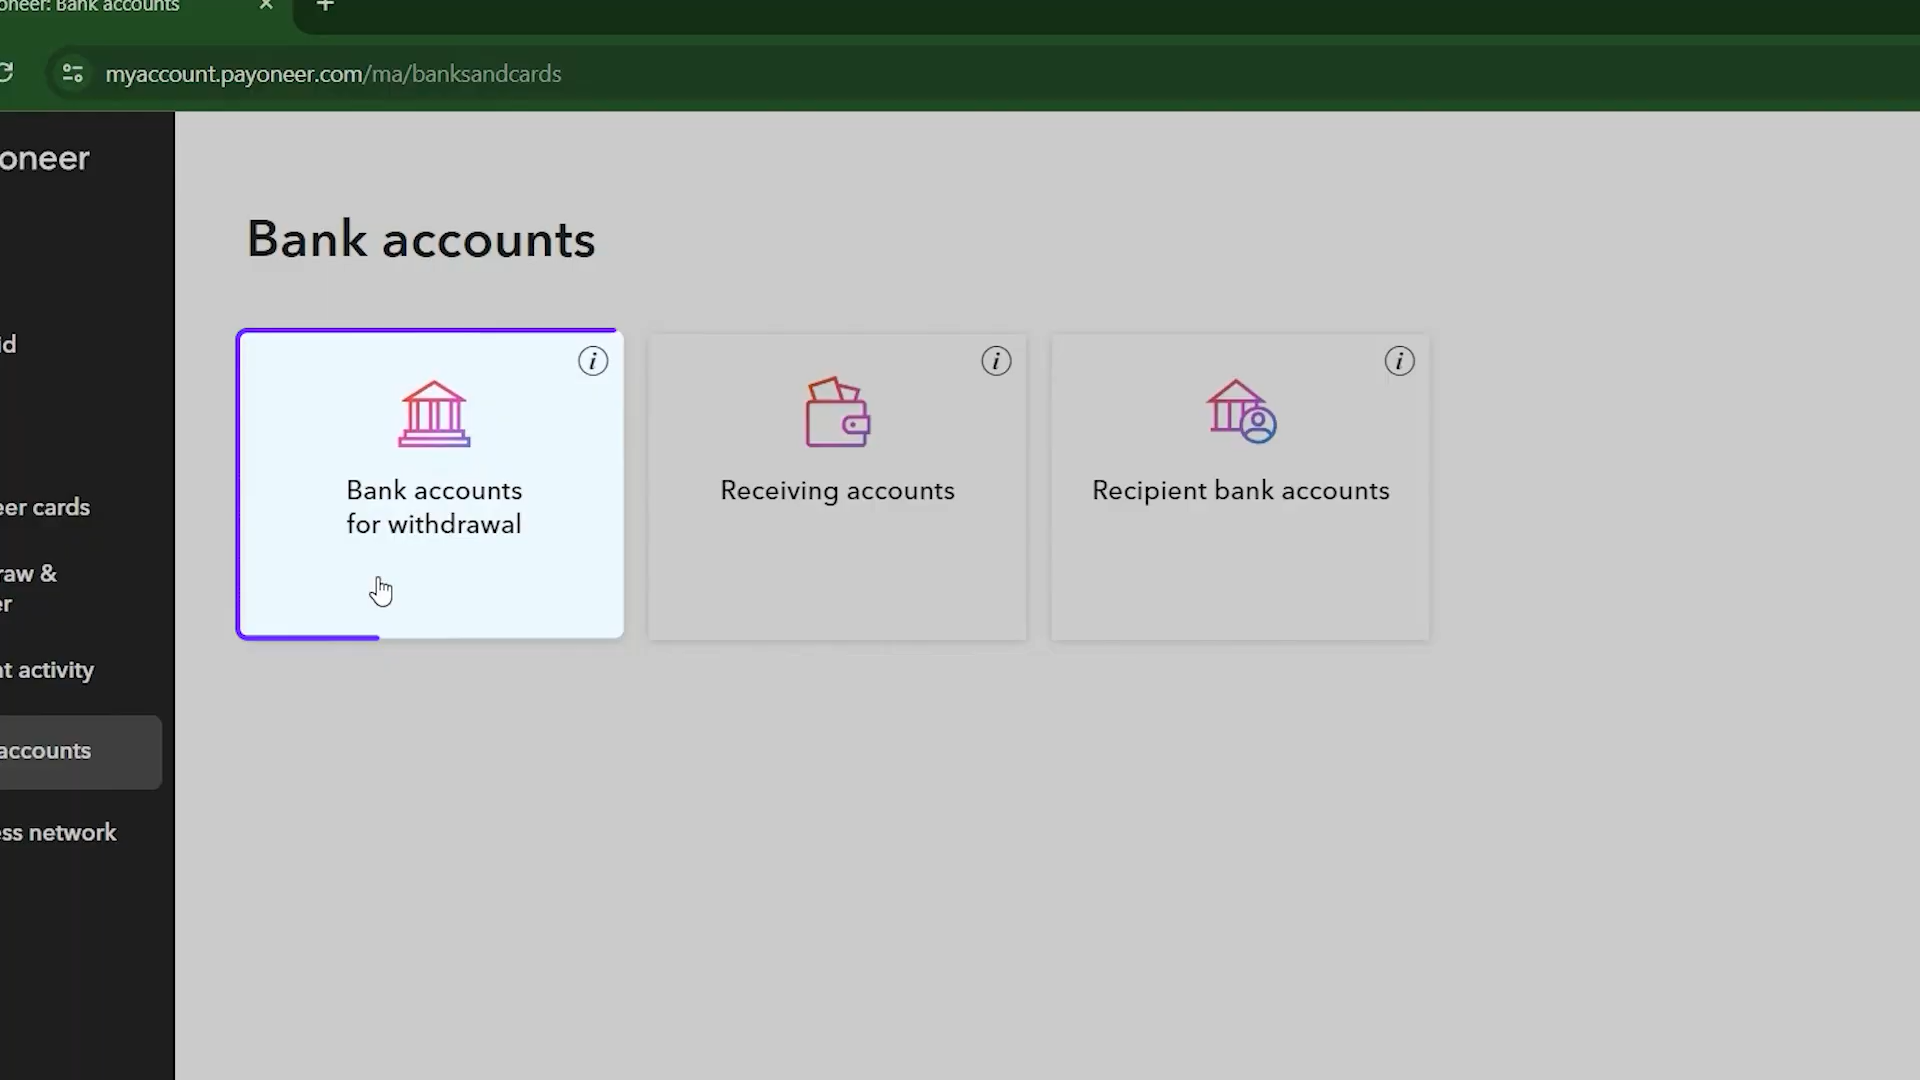 oneer: Bank accounts
myaccount.payoneer.com/ma/banksandcards
oneer
Bank accounts
id
Bank accounts
for withdrawal
Receiving accounts
Recipient bank accounts
eer cards
raw &
er
nt activity
accounts
ess network